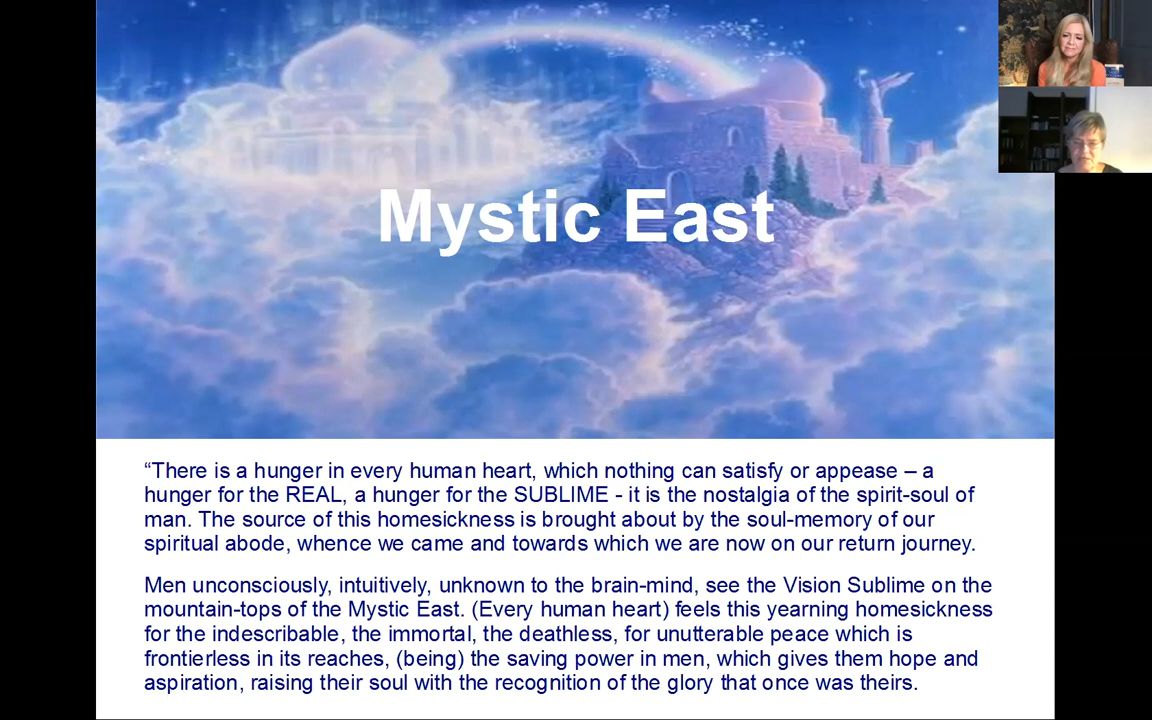 Mystic East
“There is a hunger in every human heart, which nothing can satisfy or appease – a
hunger for the REAL, a hunger for the SUBLIME - it is the nostalgia of the spirit-soul of
man. The source of this homesickness is brought about by the soul-memory of our
spiritual abode, whence we came and towards which we are now on our return journey.
Men unconsciously, intuitively, unknown to the brain-mind, see the Vision Sublime on the
mountain-tops of the Mystic East. (Every human heart) feels this yearning homesickness
for the indescribable, the immortal, the deathless, for unutterable peace which is
frontierless in its reaches, (being) the saving power in men, which gives them hope and
aspiration, raising their soul with the recognition of the glory that once was theirs.